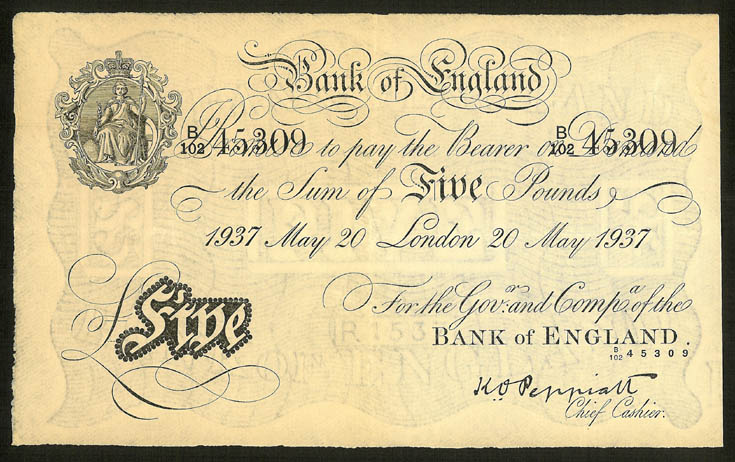 Bank of England
B/102 45309 B/102 45309
Promise to pay the Bearer on Demand
the Sum of Five Pounds
1937 May 20 London 20 May 1937
For the Govr. and Compa. of the
BANK of ENGLAND.
B/102 45309
Five
K.O. Peppiatt
Chief Cashier.